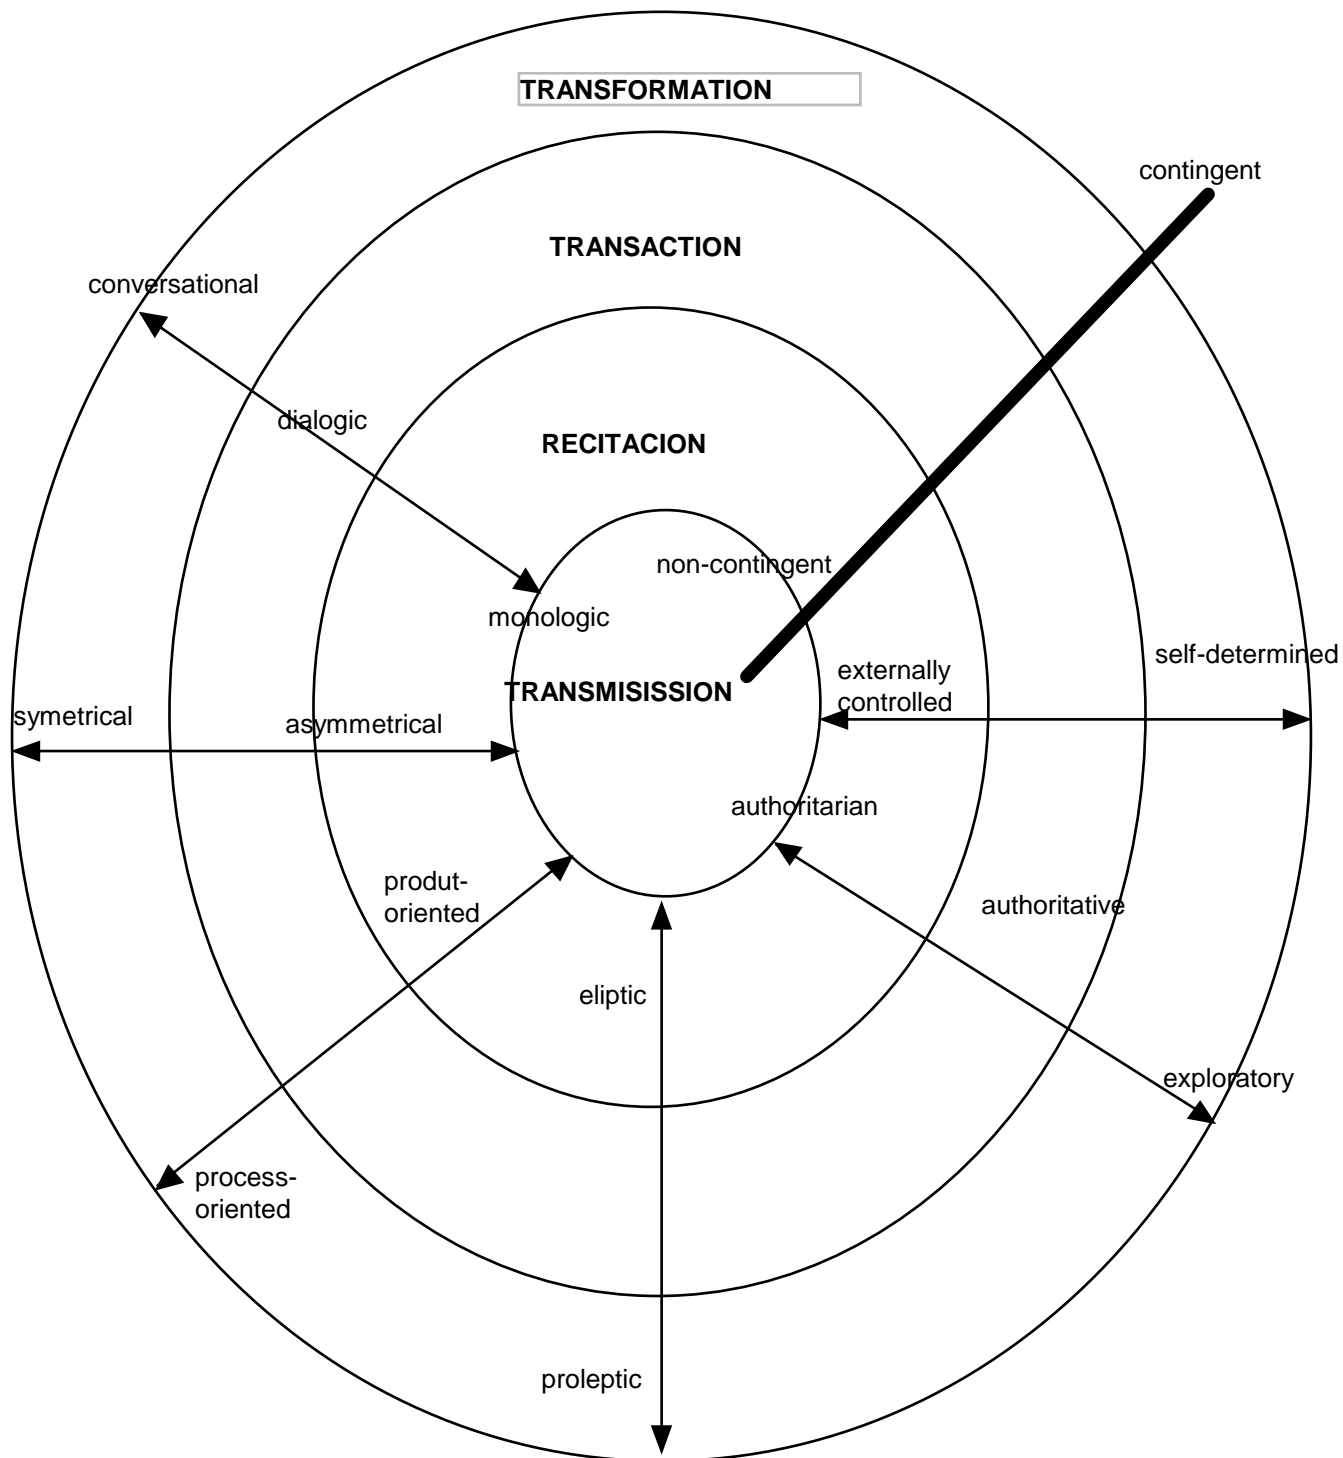 TRANSFORMATION
contingent
TRANSACTION
conversational
dialogic
RECITACION
non-contingent
monologic
self-determined
externally
controlled
TRANSMISISSION
symetrical
asymmetrical
authoritarian
produt-
oriented
authoritative
eliptic
exploratory
process-
oriented
proleptic